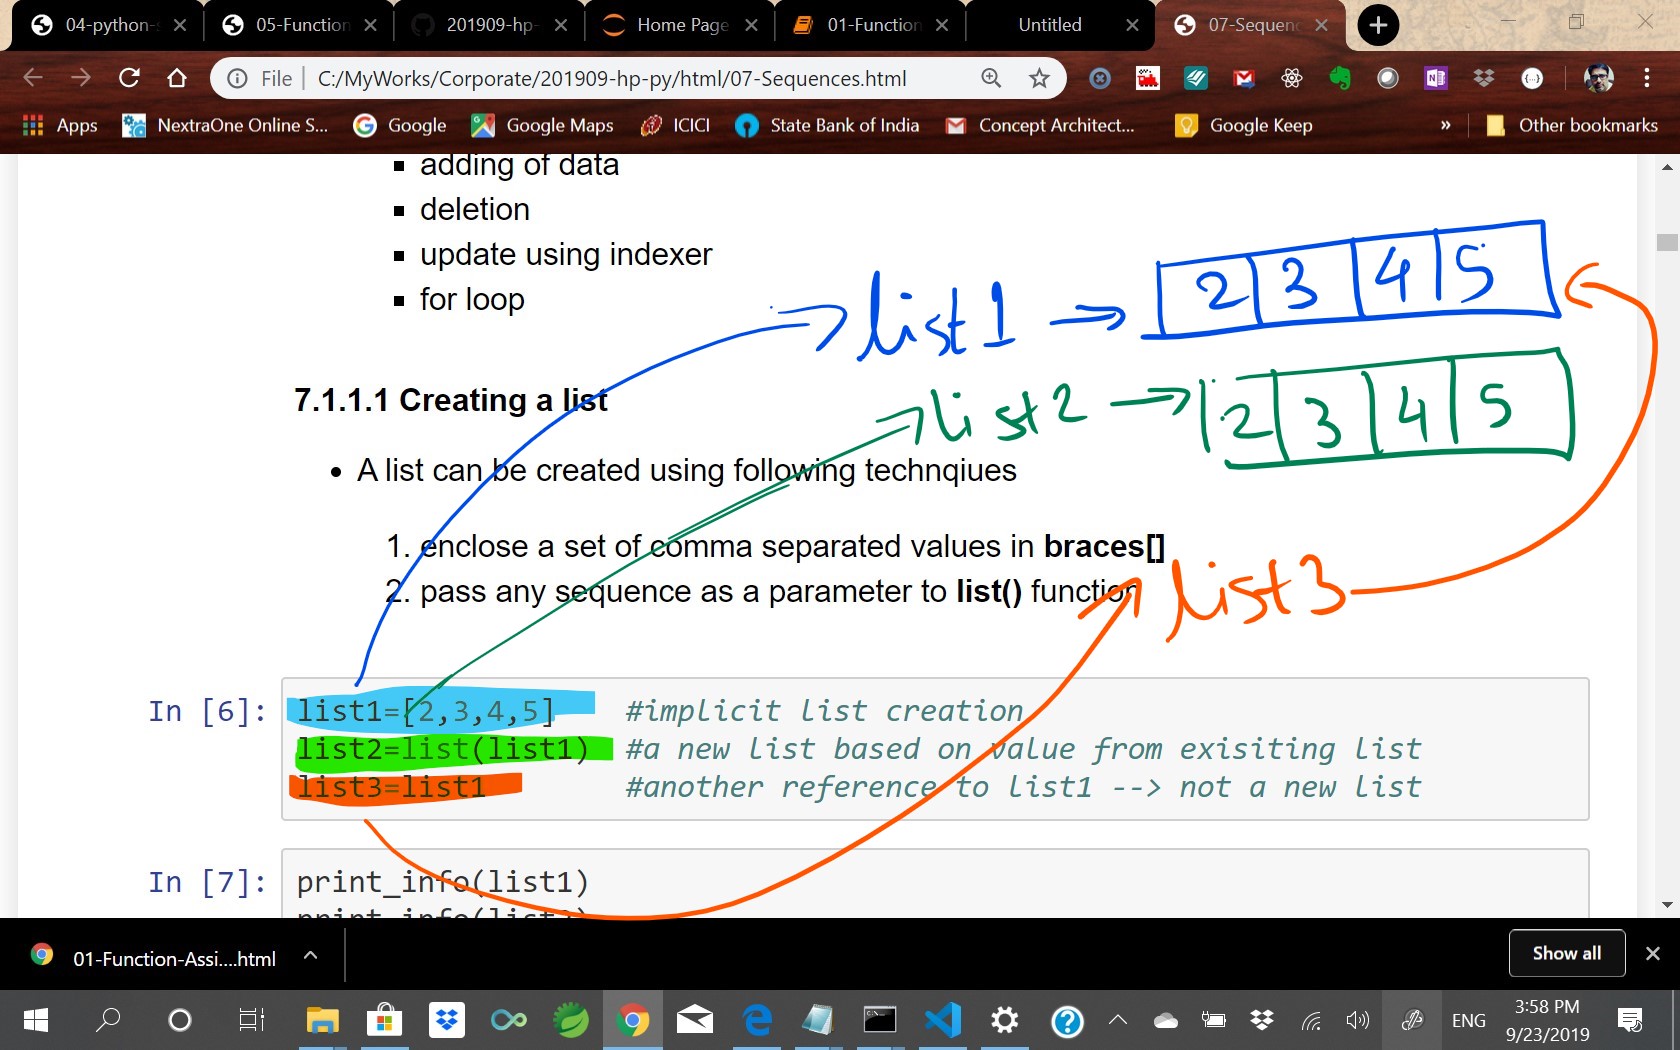 04-python-s
05-Function
201909-hp-
Home Page
01-Function
Untitled
07-Sequenc
File
C:/MyWorks/Corporate/201909-hp-py/html/07-Sequences.html
Apps
NextraOne Online S...
Google
Google Maps
ICICI
State Bank of India
Concept Architect...
Google Keep
»
Other bookmarks
adding of data
deletion
update using indexer
for loop
list1 → 2 3 4 5
7.1.1.1 Creating a list
list2 → 2 3 4 5
A list can be created using following technqiues
1. enclose a set of comma separated values in braces[]
2. pass any sequence as a parameter to list() function
list3
In [6]: list1=[2,3,4,5] #implicit list creation
list2=list(list1) #a new list based on value from exisiting list
list3=list1 #another reference to list1 --> not a new list
In [7]: print_info(list1)
01-Function-Assi....html
Show all
ENG
3:58 PM
9/23/2019